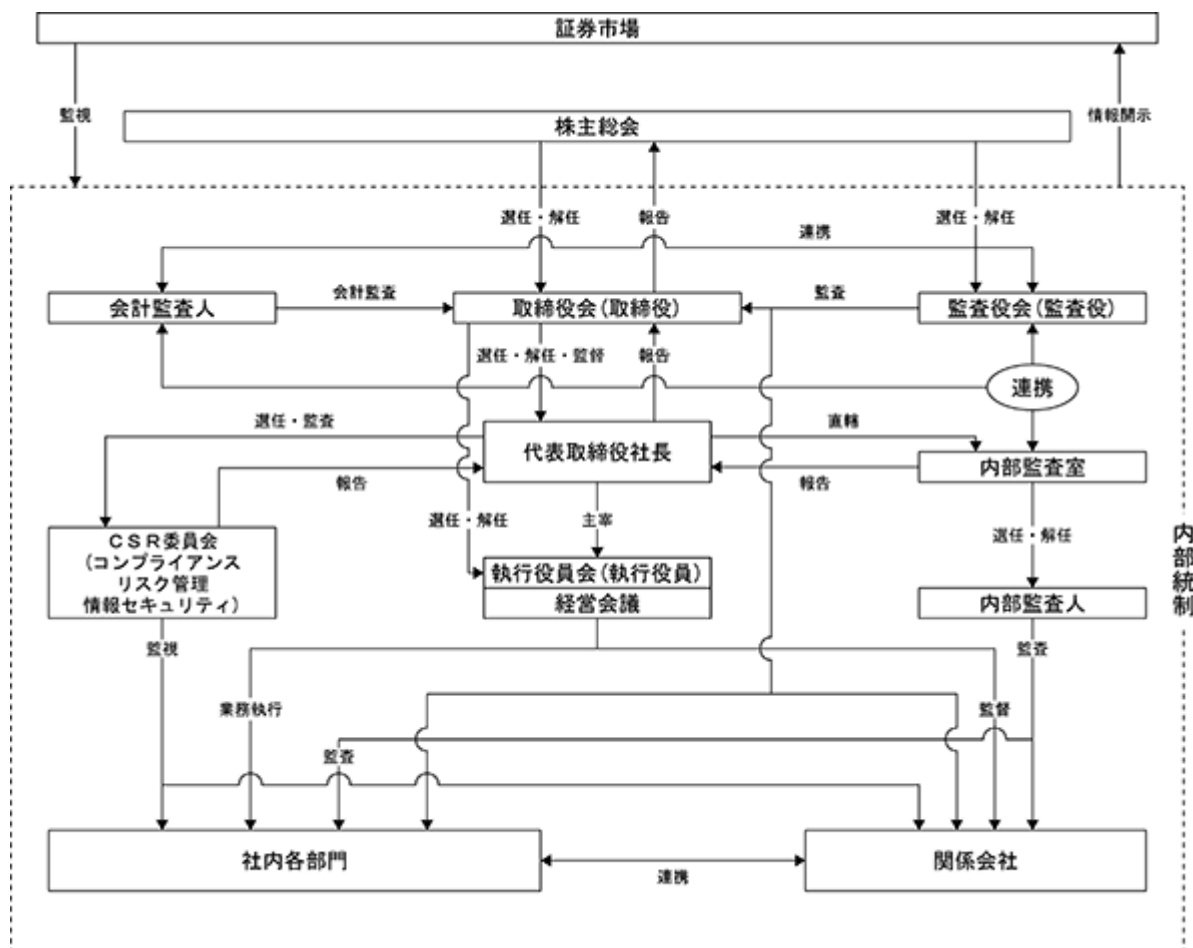 証券市場
監視
情報開示
株主総会
選任・解任
報告
選任・解任
連携
会計監査人
会計監査
取締役会(取締役)
監査
監査役会(監査役)
選任・解任・監督
報告
連携
選任・監査
代表取締役社長
直轄
内部監査室
報告
報告
選任・解任
主宰
選任・解任
CSR委員会
(コンプライアンス
リスク管理
情報セキュリティ)
執行役員会(執行役員)
経営会議
内部監査人
内部統制
監視
監査
業務執行
監督
監査
社内各部門
連携
関係会社